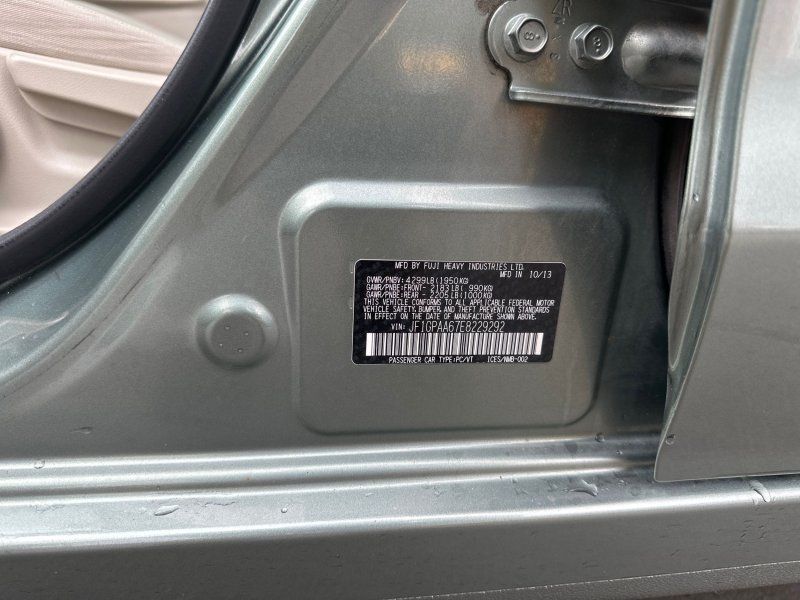 MFD BY FUJI HEAVY INDUSTRIES LTD.
MFD IN 10/13
GVWR/PNBV: 4299LB(1950KG)
GAWR/PNBE:FRONT- 2183LB( 990KG)
GAWR/PNBE:REAR - 2205LB(1000KG)
THIS VEHICLE CONFORMS TO ALL APPLICABLE FEDERAL MOTOR
VEHICLE SAFETY, BUMPER, AND THEFT PREVENTION STANDARDS
IN EFFECT ON THE DATE OF MANUFACTURE SHOWN ABOVE.
VIN: JF1GPAA67E8229292
PASSENGER CAR TYPE:PC/VT ICES/NMB-002